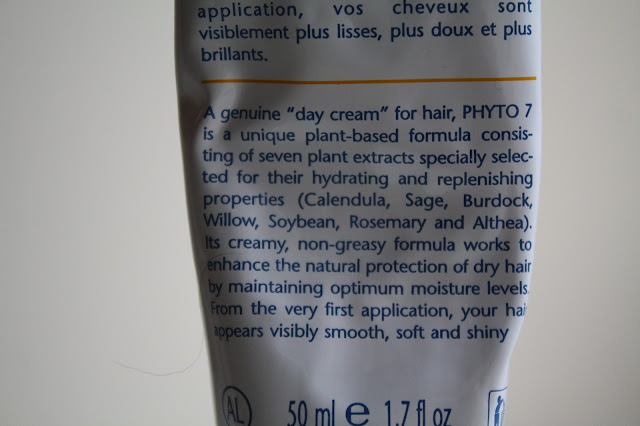 application, vos cheveux sont
visiblement plus lisses, plus doux et plus
brillants.
A genuine “day cream” for hair, PHYTO 7
is a unique plant-based formula consis-
ting of seven plant extracts specially selec-
ted for their hydrating and replenishing
properties (Calendula, Sage, Burdock,
Willow, Soybean, Rosemary and Althea).
Its creamy, non-greasy formula works to
enhance the natural protection of dry hair
by maintaining optimum moisture levels.
From the very first application, your hair
appears visibly smooth, soft and shiny
AL 50 ml e 1.7 fl oz